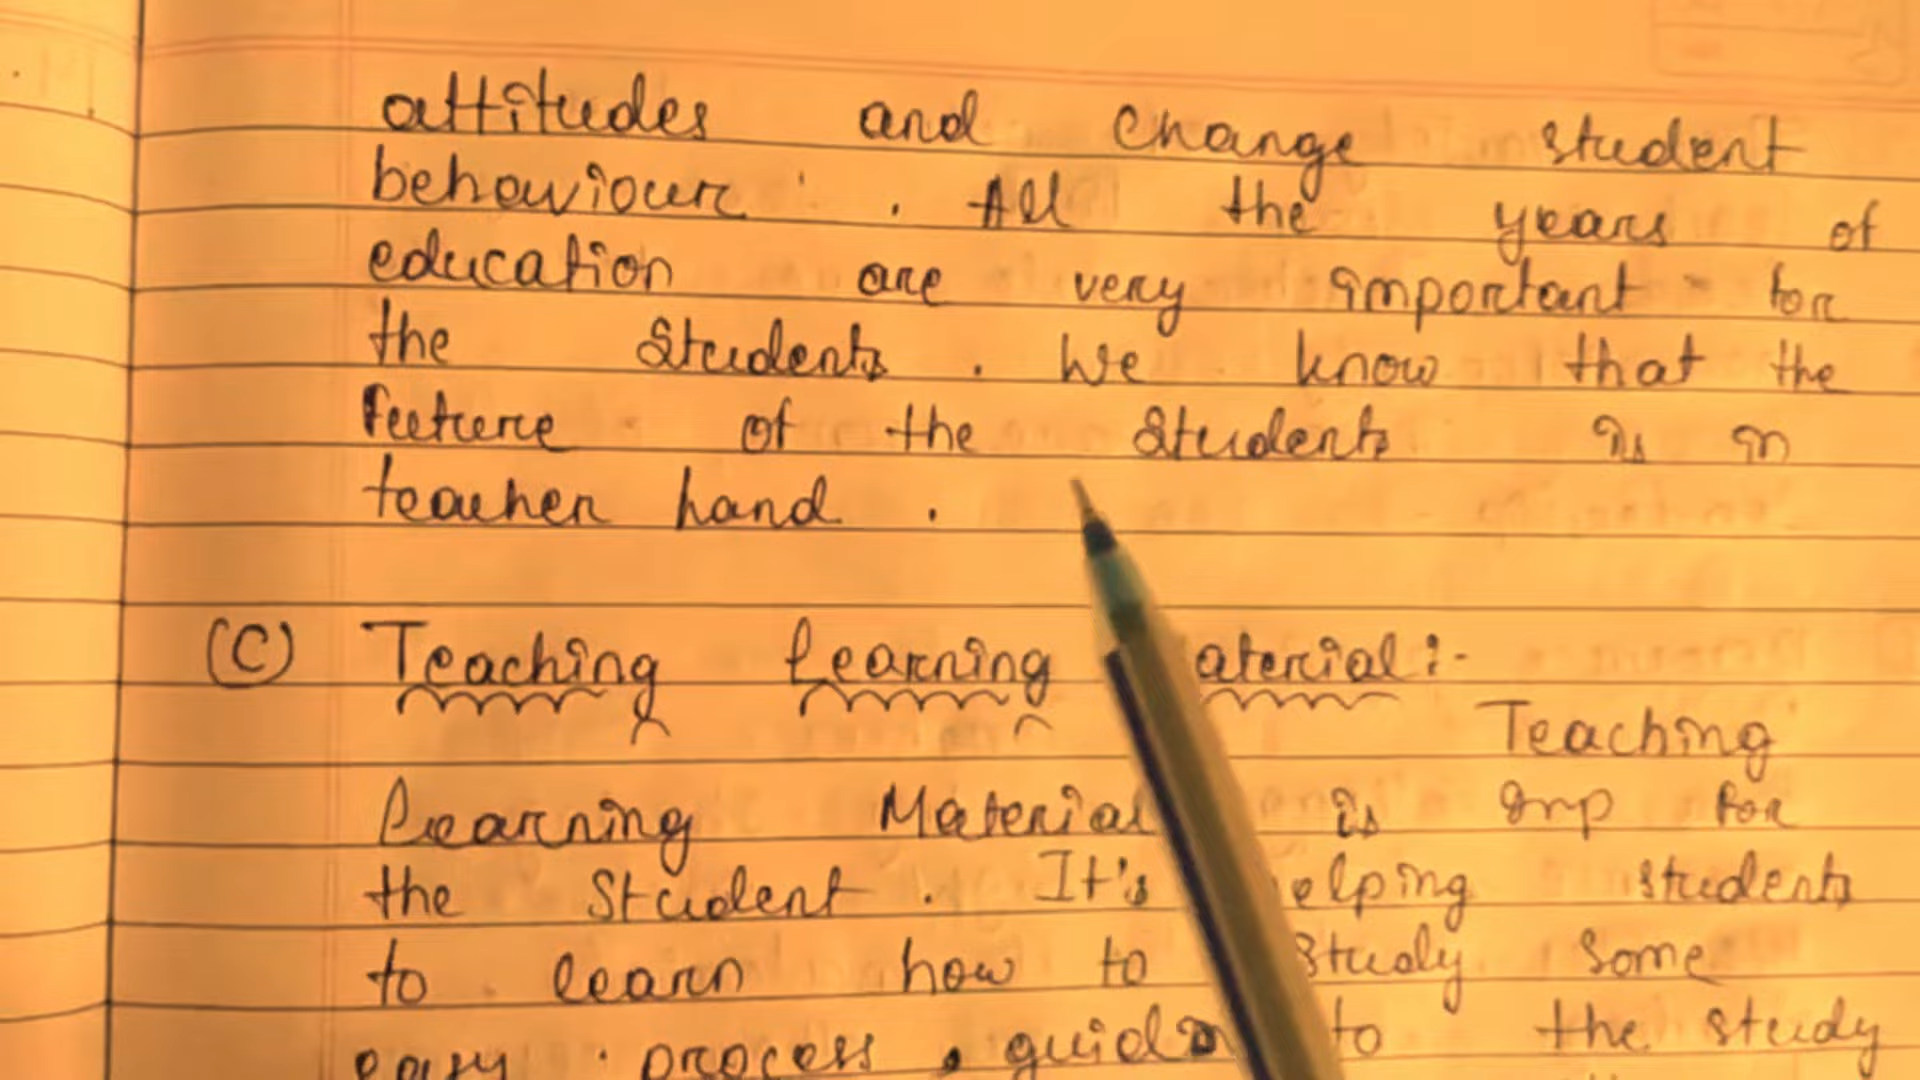 attitudes and change student
behaviour . All the years of
education are very important for
the students . We know that the
feeture of the students is in
teacher hand .
(C) Teaching Learning aterial :-
Teaching
Learning Material is Imp for
the Student . It's elping students
to learn how to study some
easy process , to the study